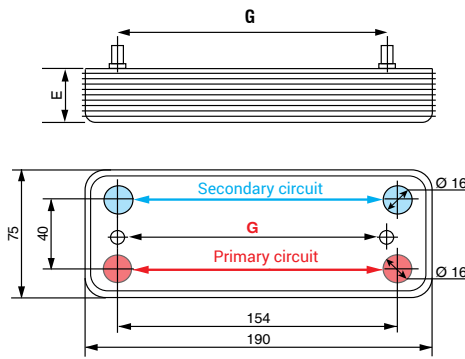 G
E
Secondary circuit
Ø 16
75
40
G
Primary circuit
Ø 16
154
190